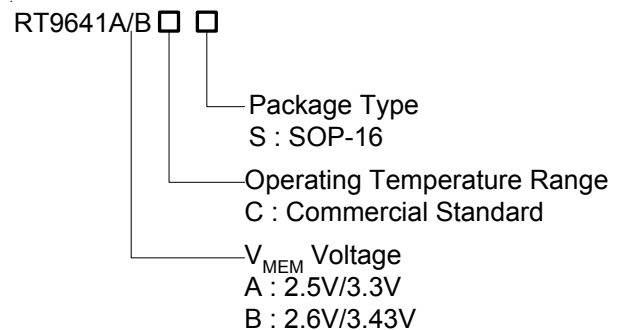 RT9641A/B
Package Type
S : SOP-16
Operating Temperature Range
C : Commercial Standard
VMEM Voltage
A : 2.5V/3.3V
B : 2.6V/3.43V